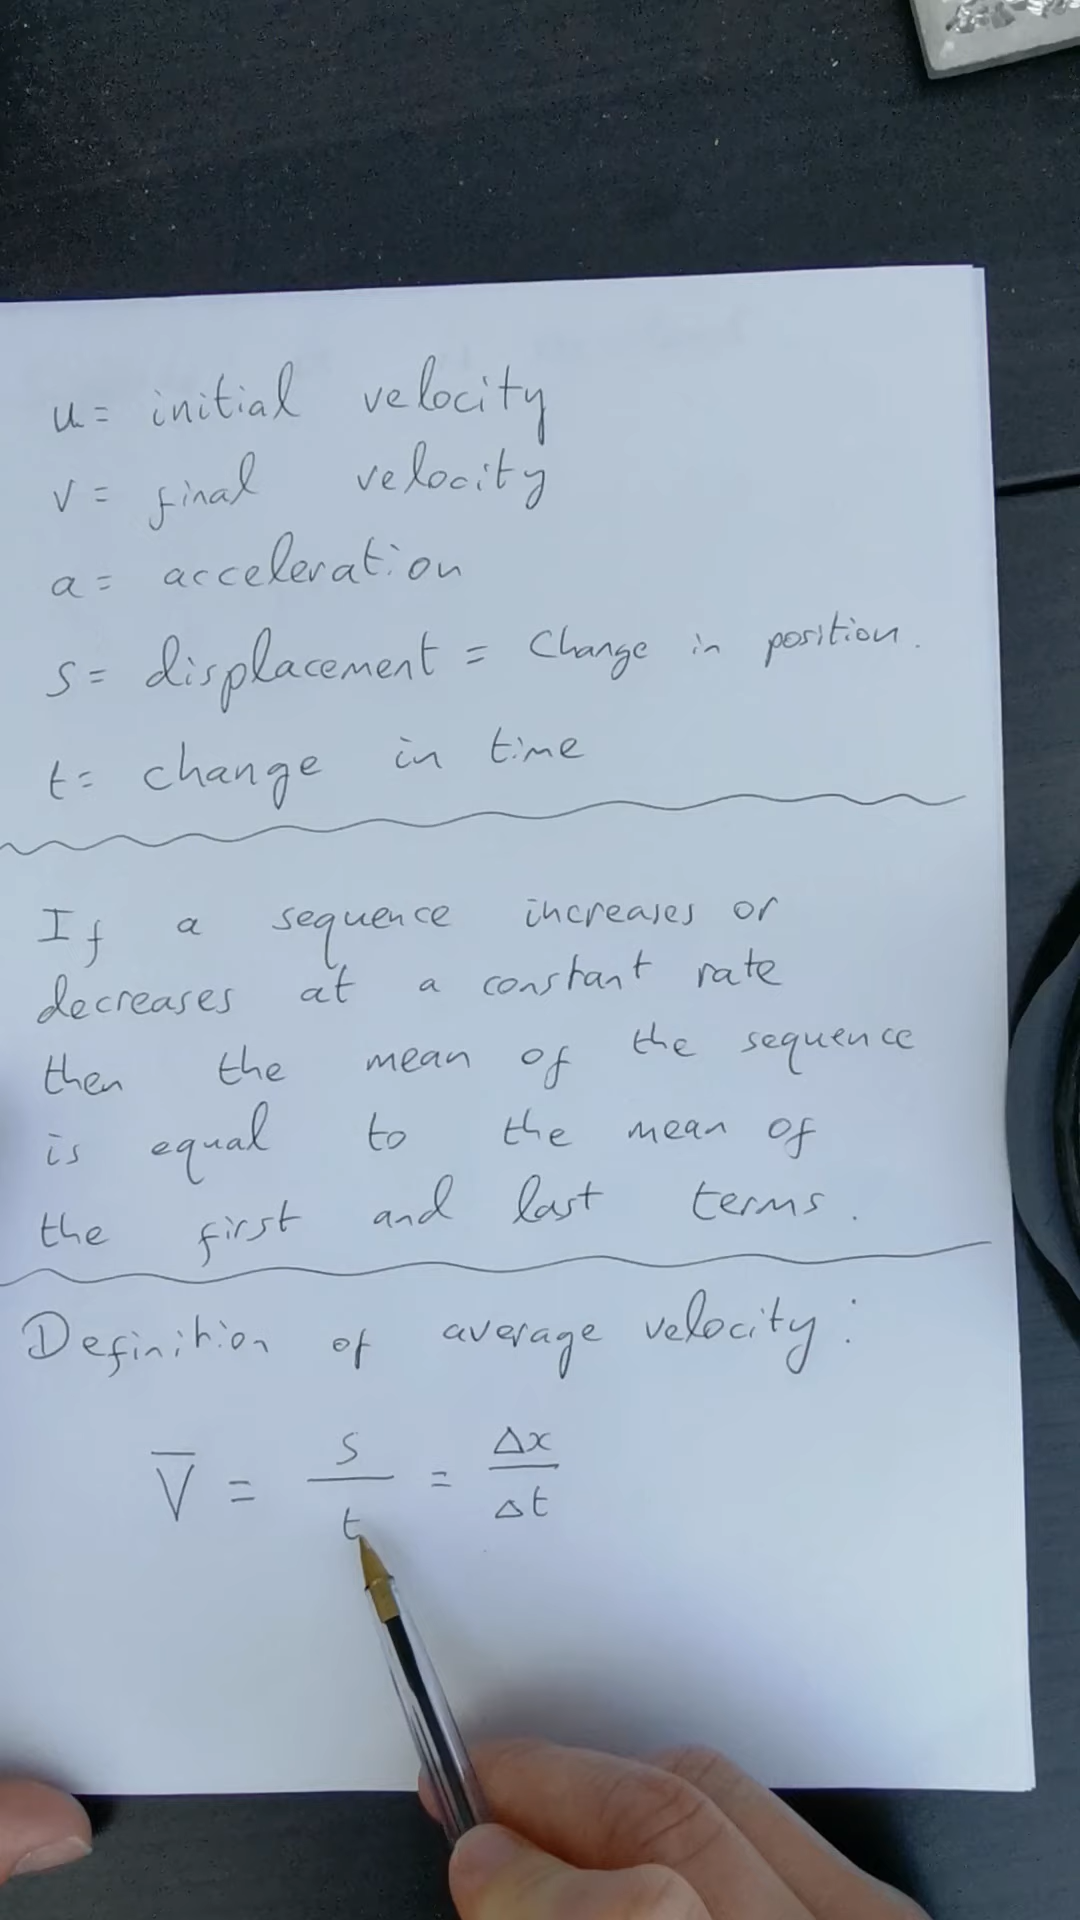 u = initial velocity
v = final velocity
a = acceleration
s = displacement = Change in position.
t = change in time
If a sequence increases or
decreases at a constant rate
then the mean of the sequence
is equal to the mean of
the first and last terms.
Definition of average velocity:
V̅ = s/t = Δx/Δt